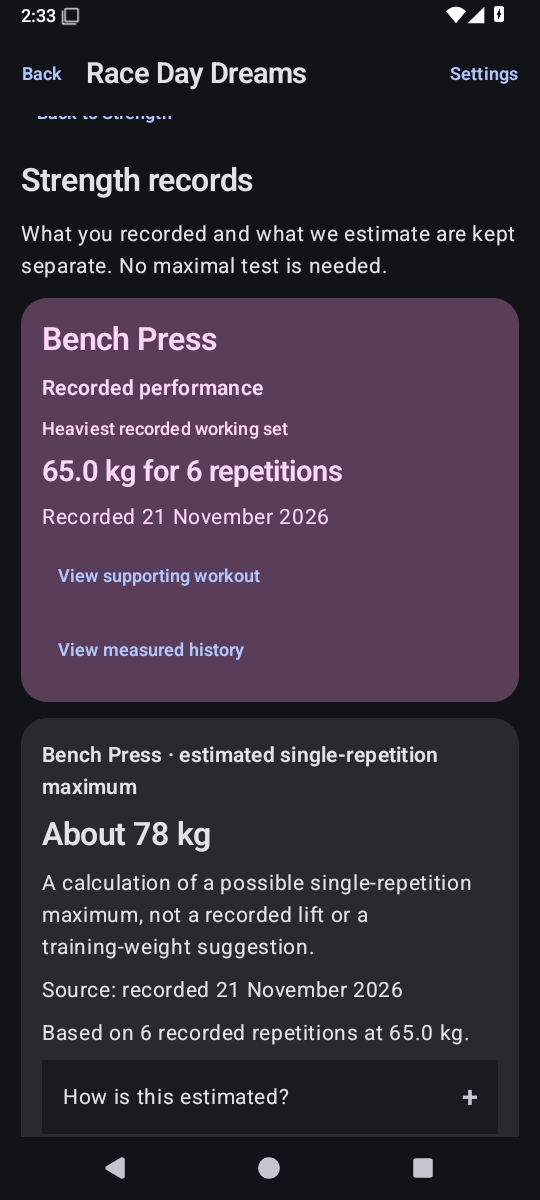 2:33
Back Race Day Dreams Settings
Back to Strength
Strength records
What you recorded and what we estimate are kept
separate. No maximal test is needed.
Bench Press
Recorded performance
Heaviest recorded working set
65.0 kg for 6 repetitions
Recorded 21 November 2026
View supporting workout
View measured history
Bench Press · estimated single-repetition
maximum
About 78 kg
A calculation of a possible single-repetition
maximum, not a recorded lift or a
training-weight suggestion.
Source: recorded 21 November 2026
Based on 6 recorded repetitions at 65.0 kg.
How is this estimated? +